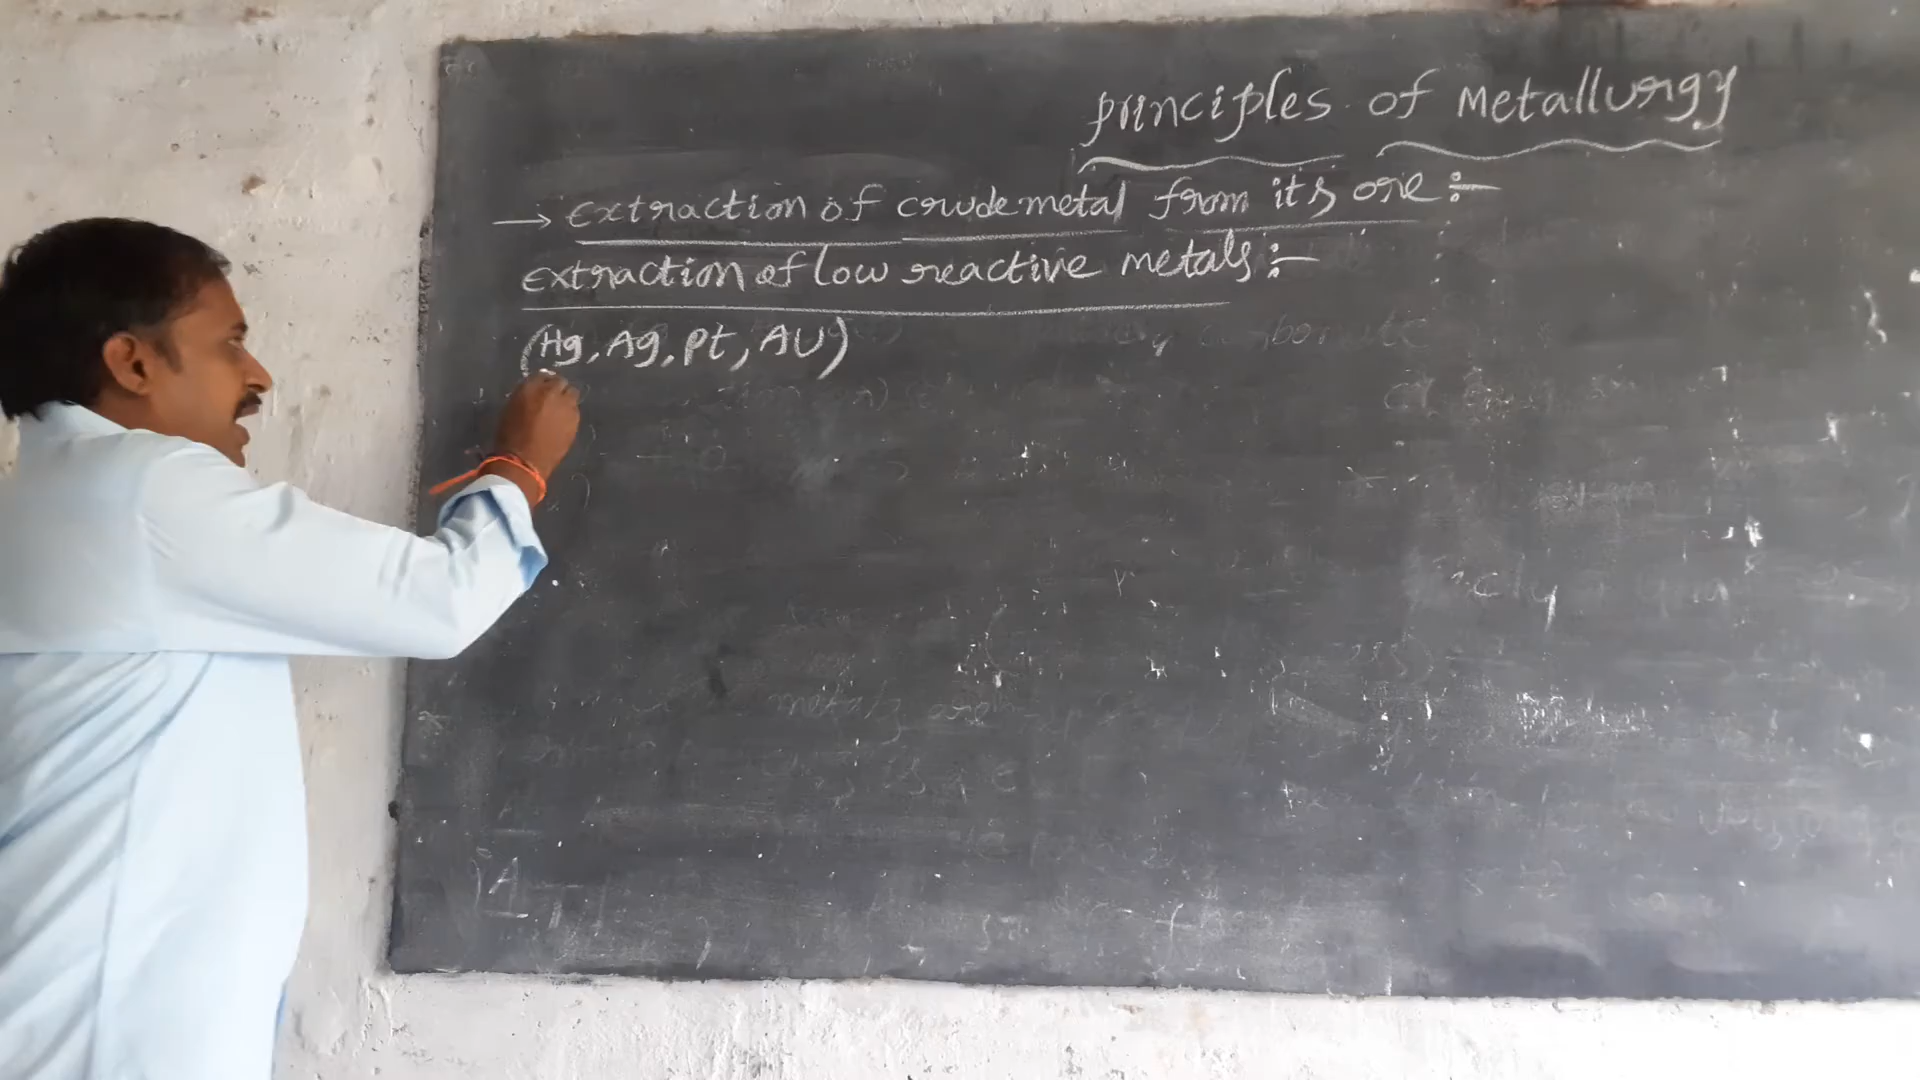 Principles of Metallurgy
→ Extraction of crude metal from its ore :-
Extraction of low reactive metals :-
(Hg, Ag, Pt, AU)